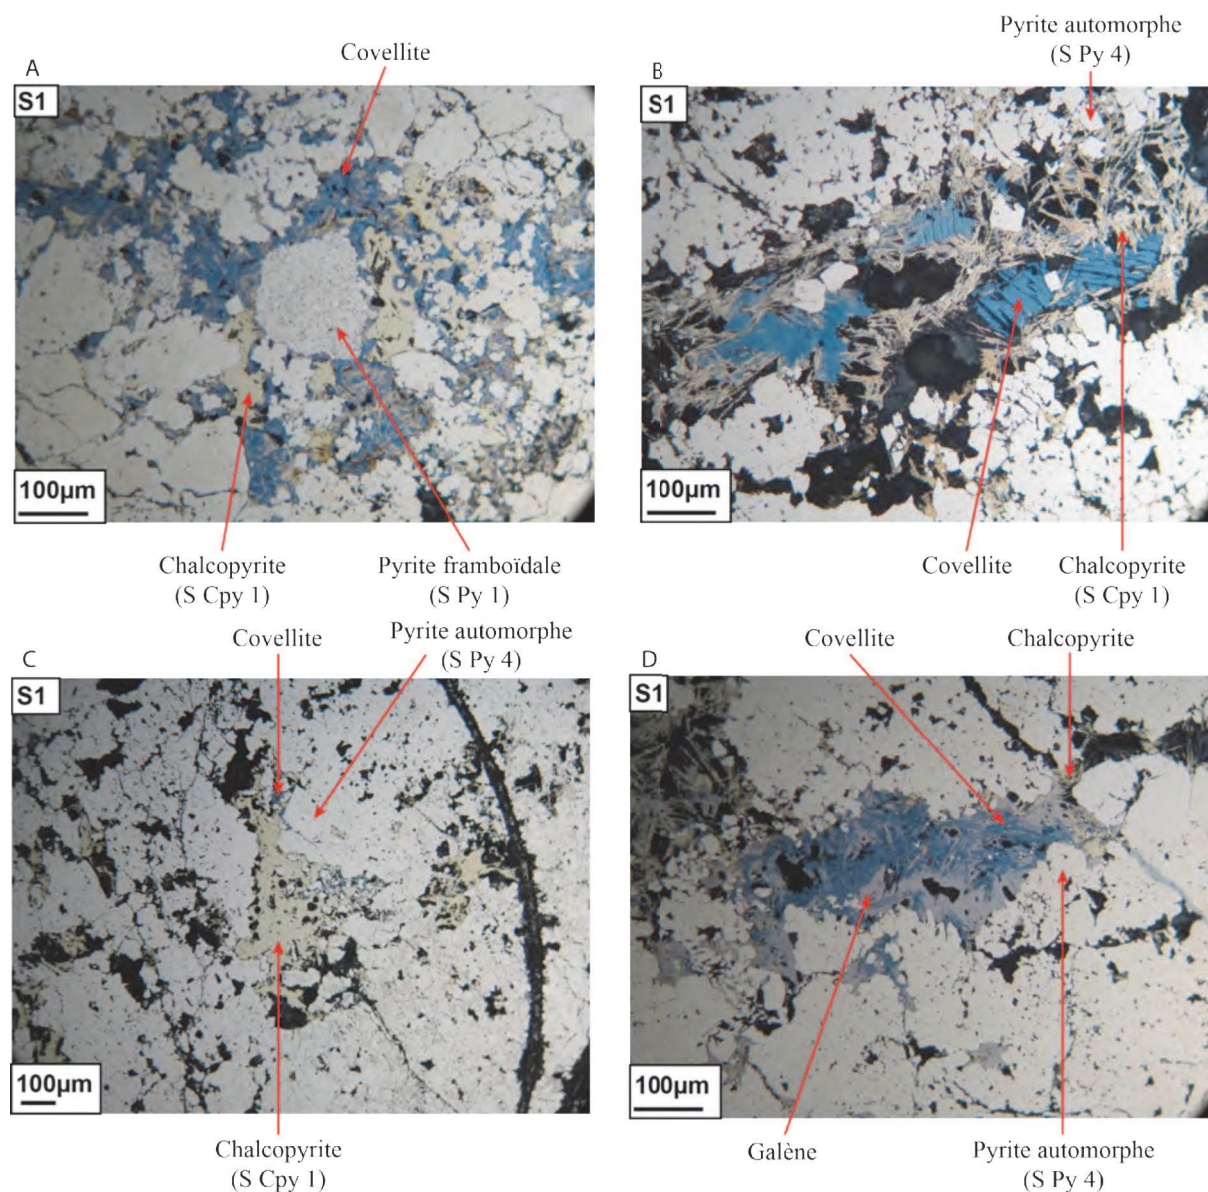 A
Covellite
S1
100µm
Chalcopyrite
(S Cpy 1)
Pyrite framboïdale
(S Py 1)
B
Pyrite automorphe
(S Py 4)
S1
100µm
Covellite
Chalcopyrite
(S Cpy 1)
C
Covellite
Pyrite automorphe
(S Py 4)
S1
100µm
Chalcopyrite
(S Cpy 1)
D
Covellite
Chalcopyrite
S1
100µm
Galène
Pyrite automorphe
(S Py 4)